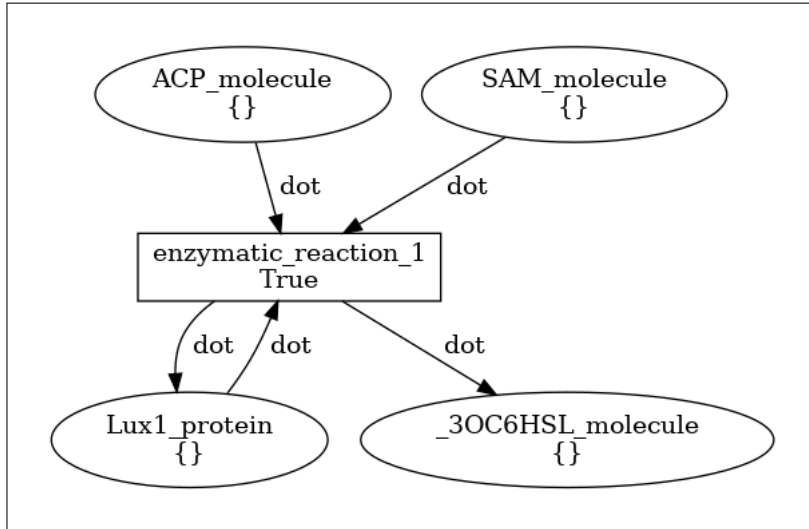 ACP_molecule
{}
SAM_molecule
{}
dot
dot
enzymatic_reaction_1
True
dot
dot
dot
Lux1_protein
{}
_3OC6HSL_molecule
{}